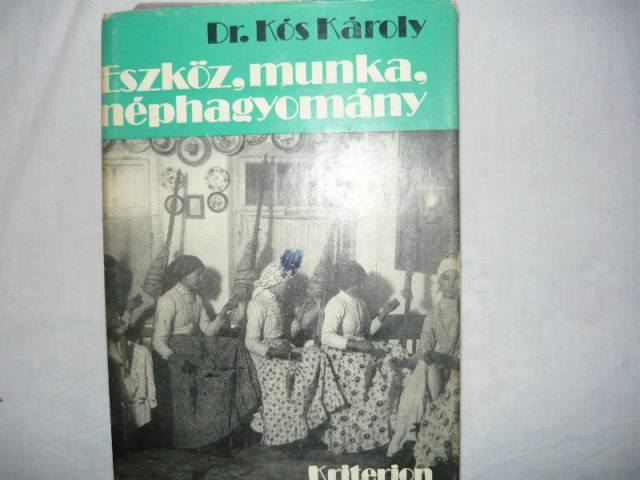 Dr. Kós Károly
Eszköz, munka,
néphagyomány
Kriterion